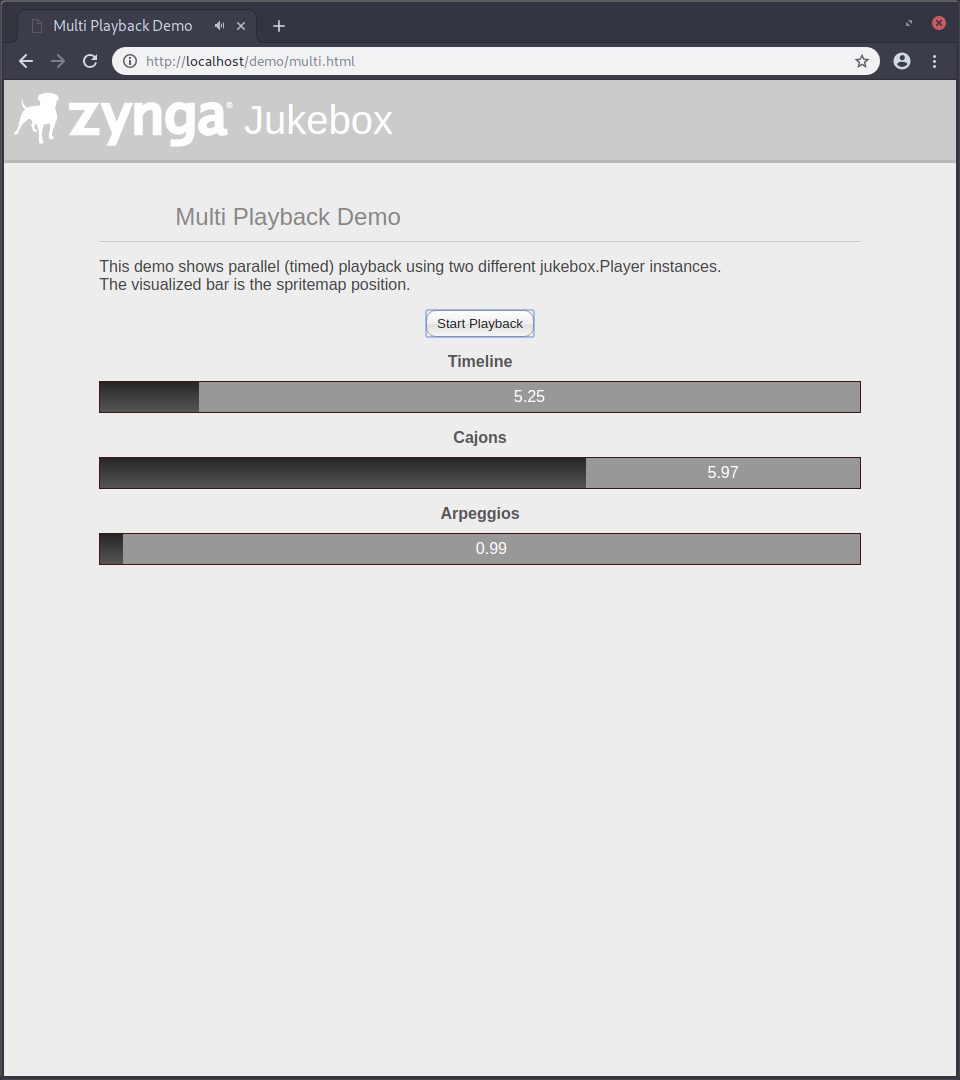 Multi Playback Demo
http://localhost/demo/multi.html
zynga® Jukebox
Multi Playback Demo
This demo shows parallel (timed) playback using two different jukebox.Player instances.
The visualized bar is the spritemap position.
Start Playback
Timeline
5.25
Cajons
5.97
Arpeggios
0.99